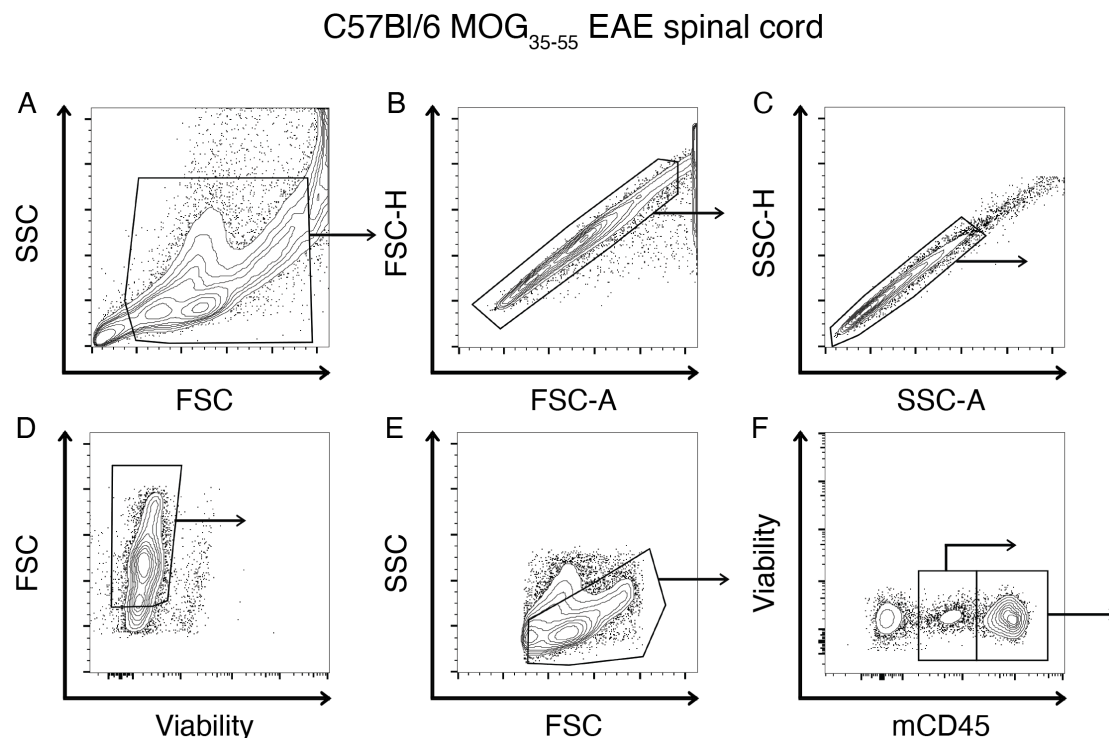 C57Bl/6 MOG35-55 EAE spinal cord
A
B
C
SSC
FSC-H
SSC-H
FSC
FSC-A
SSC-A
D
E
F
FSC
SSC
Viability
Viability
FSC
mCD45